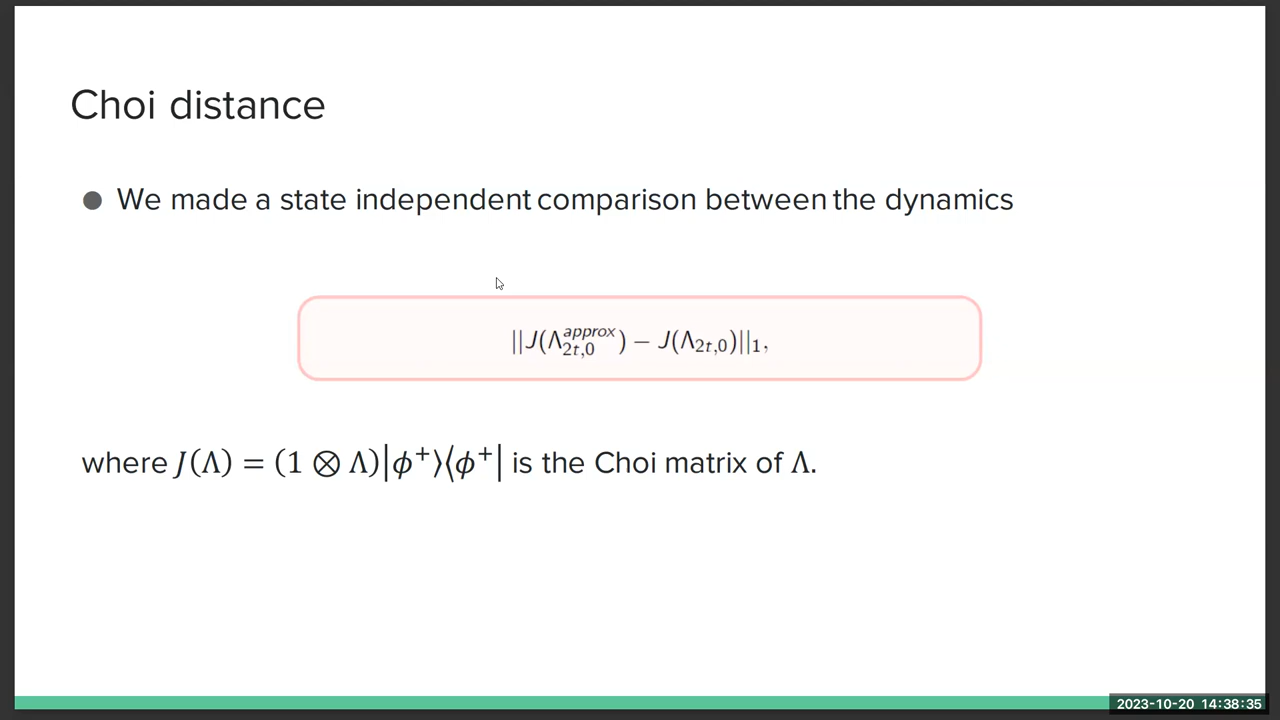 Choi distance
● We made a state independent comparison between the dynamics
||J(Λ^{approx}_{2t,0}) − J(Λ_{2t,0})||_1,
where J(Λ) = (1 ⊗ Λ)|ϕ⁺⟩⟨ϕ⁺| is the Choi matrix of Λ.
2023-10-20 14:38:35